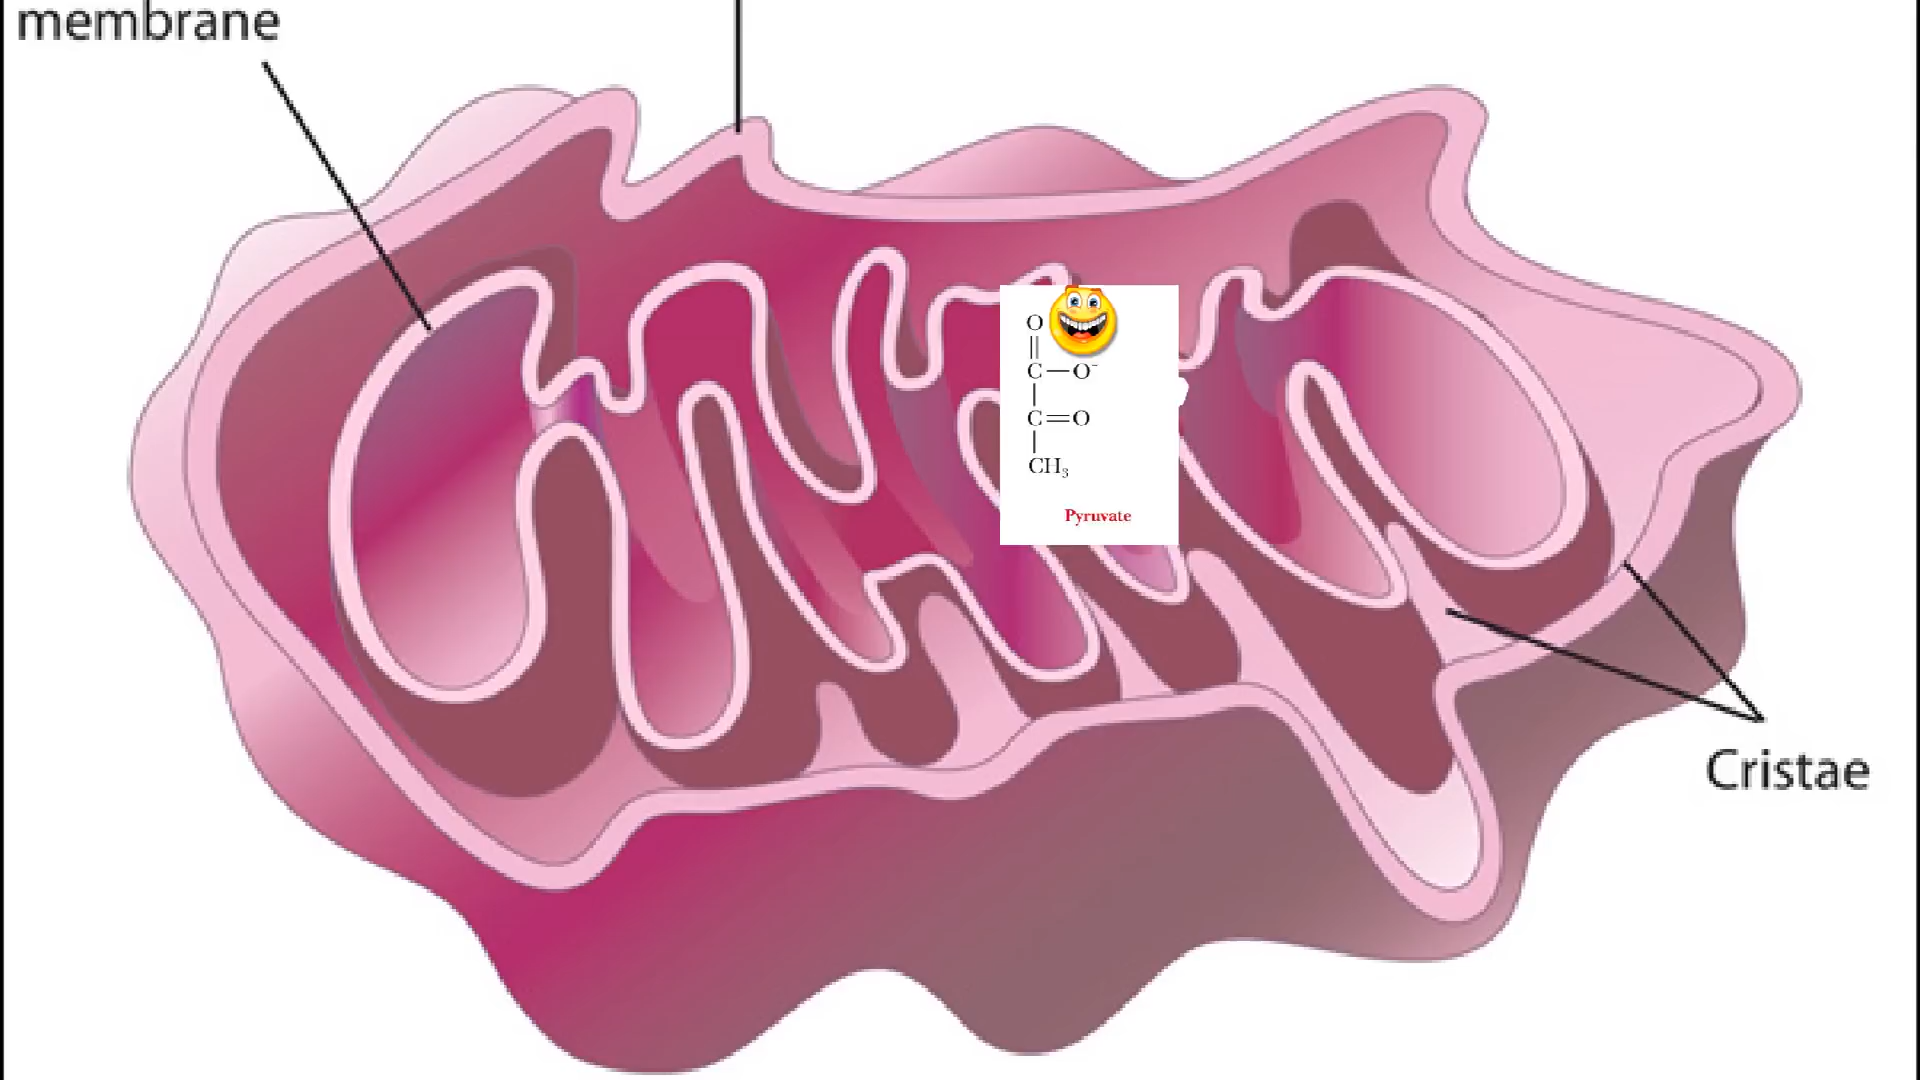 membrane
O
C—O⁻
C=O
CH₃
Pyruvate
Cristae